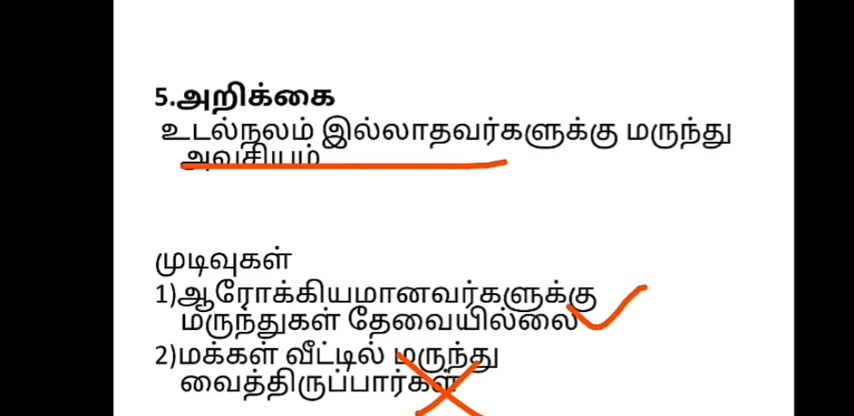 5.அறிக்கை
உடல்நலம் இல்லாதவர்களுக்கு மருந்து
அவசியம்
முடிவுகள்
1)ஆரோக்கியமானவர்களுக்கு
மருந்துகள் தேவையில்லை
2)மக்கள் வீட்டில் மருந்து
வைத்திருப்பார்கள்